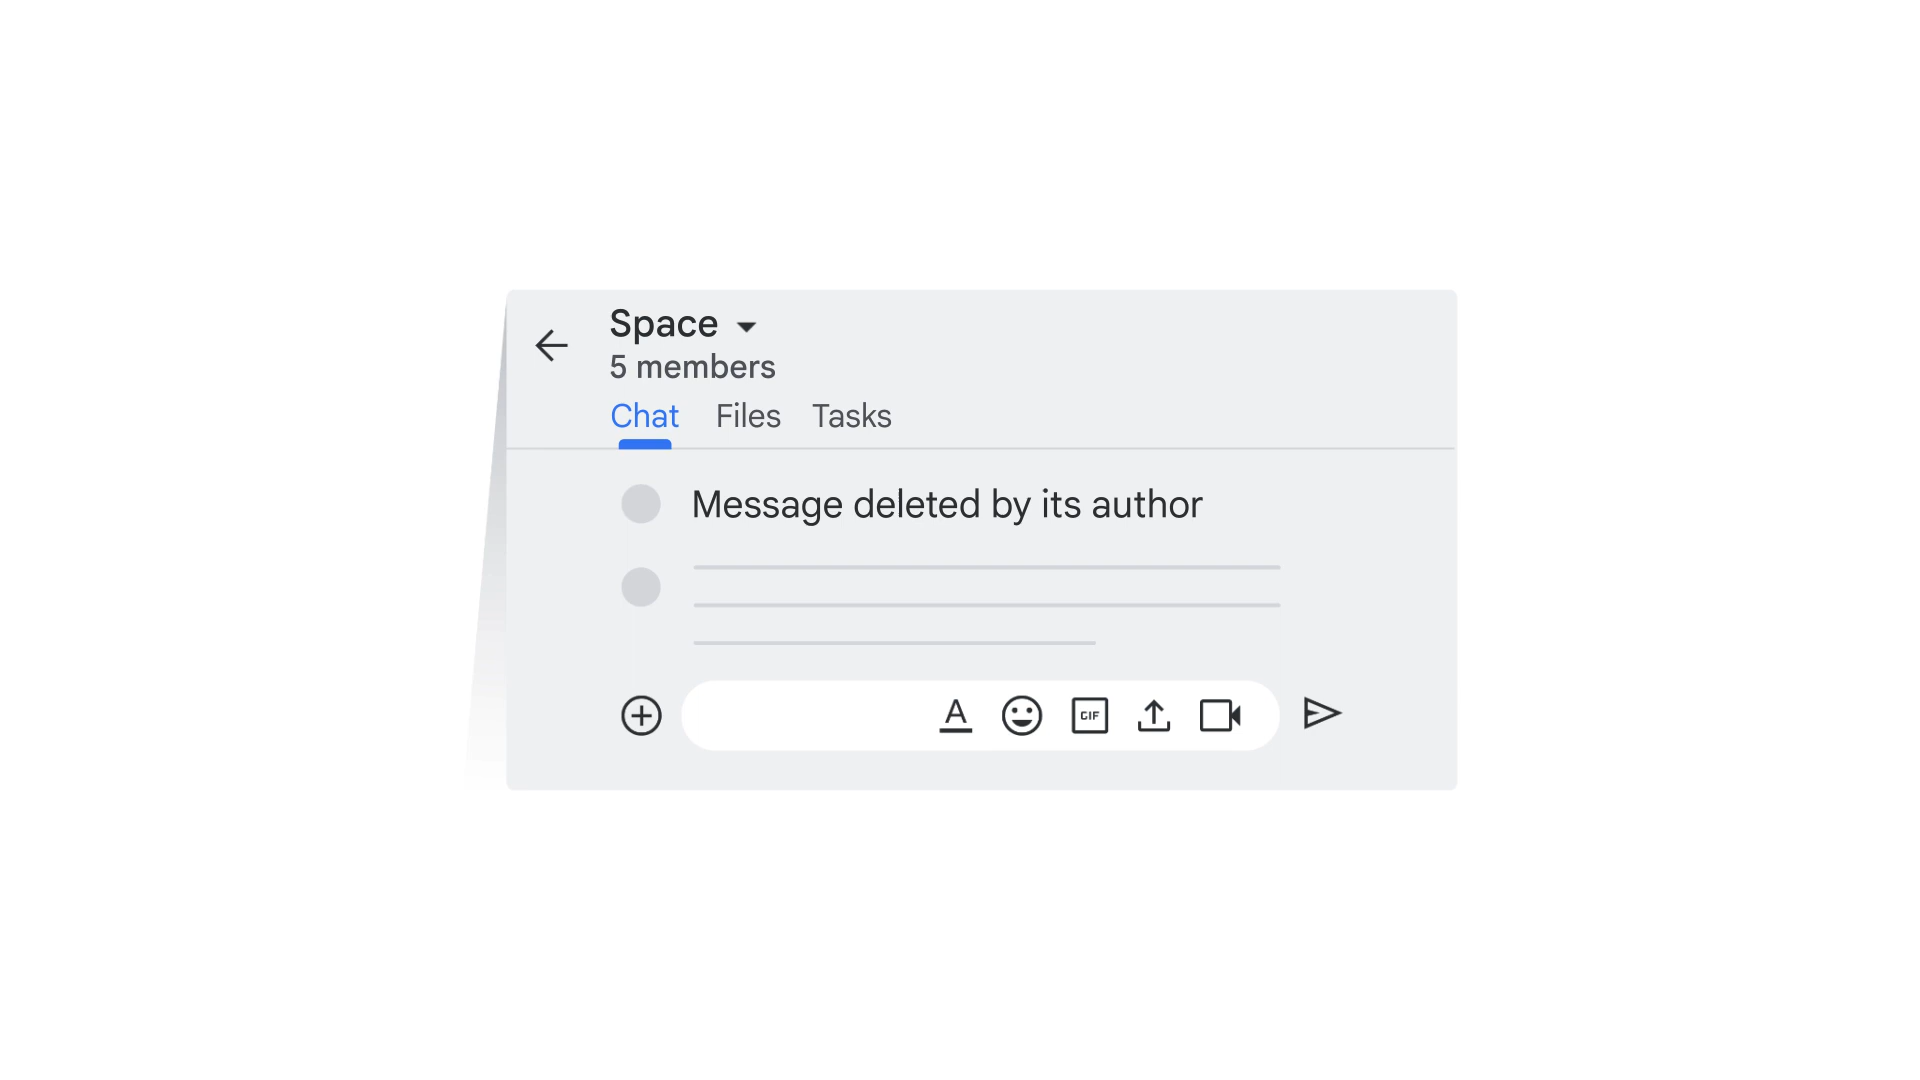 Space
5 members
Chat Files Tasks
Message deleted by its author
A GIF